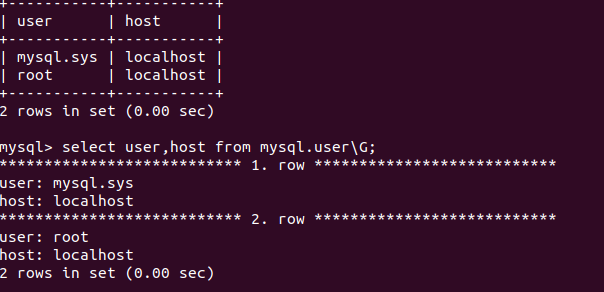 +-----------+-----------+
| user      | host      |
+-----------+-----------+
| mysql.sys | localhost |
| root      | localhost |
+-----------+-----------+
2 rows in set (0.00 sec)

mysql> select user,host from mysql.user\G;
*************************** 1. row ***************************
user: mysql.sys
host: localhost
*************************** 2. row ***************************
user: root
host: localhost
2 rows in set (0.00 sec)